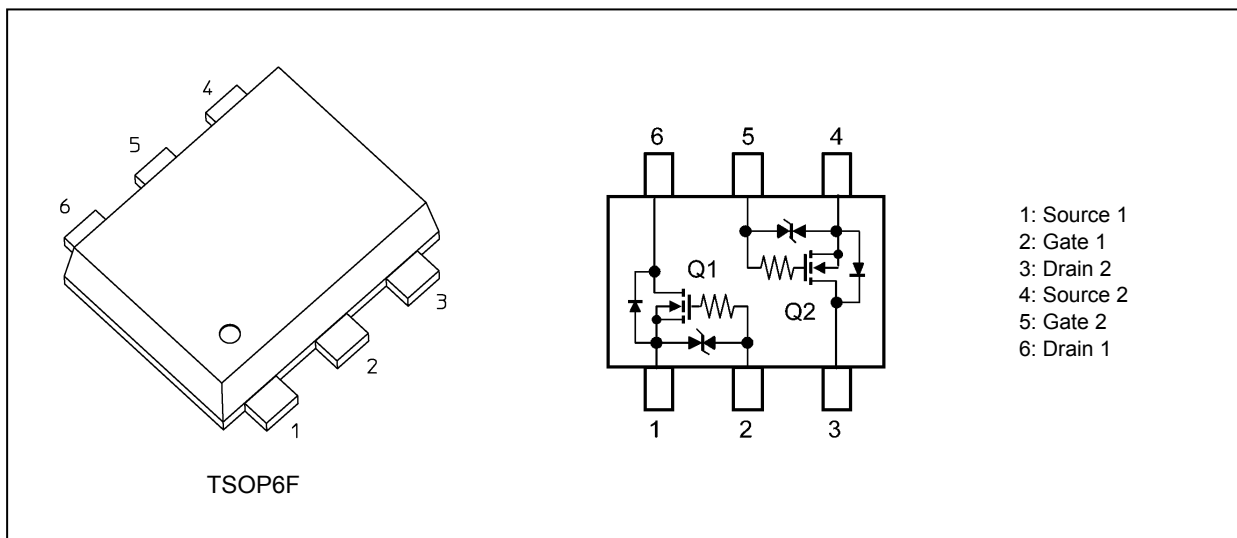 4
5
6
3
2
1
TSOP6F
6 5 4
Q1
Q2
1 2 3
1: Source 1
2: Gate 1
3: Drain 2
4: Source 2
5: Gate 2
6: Drain 1